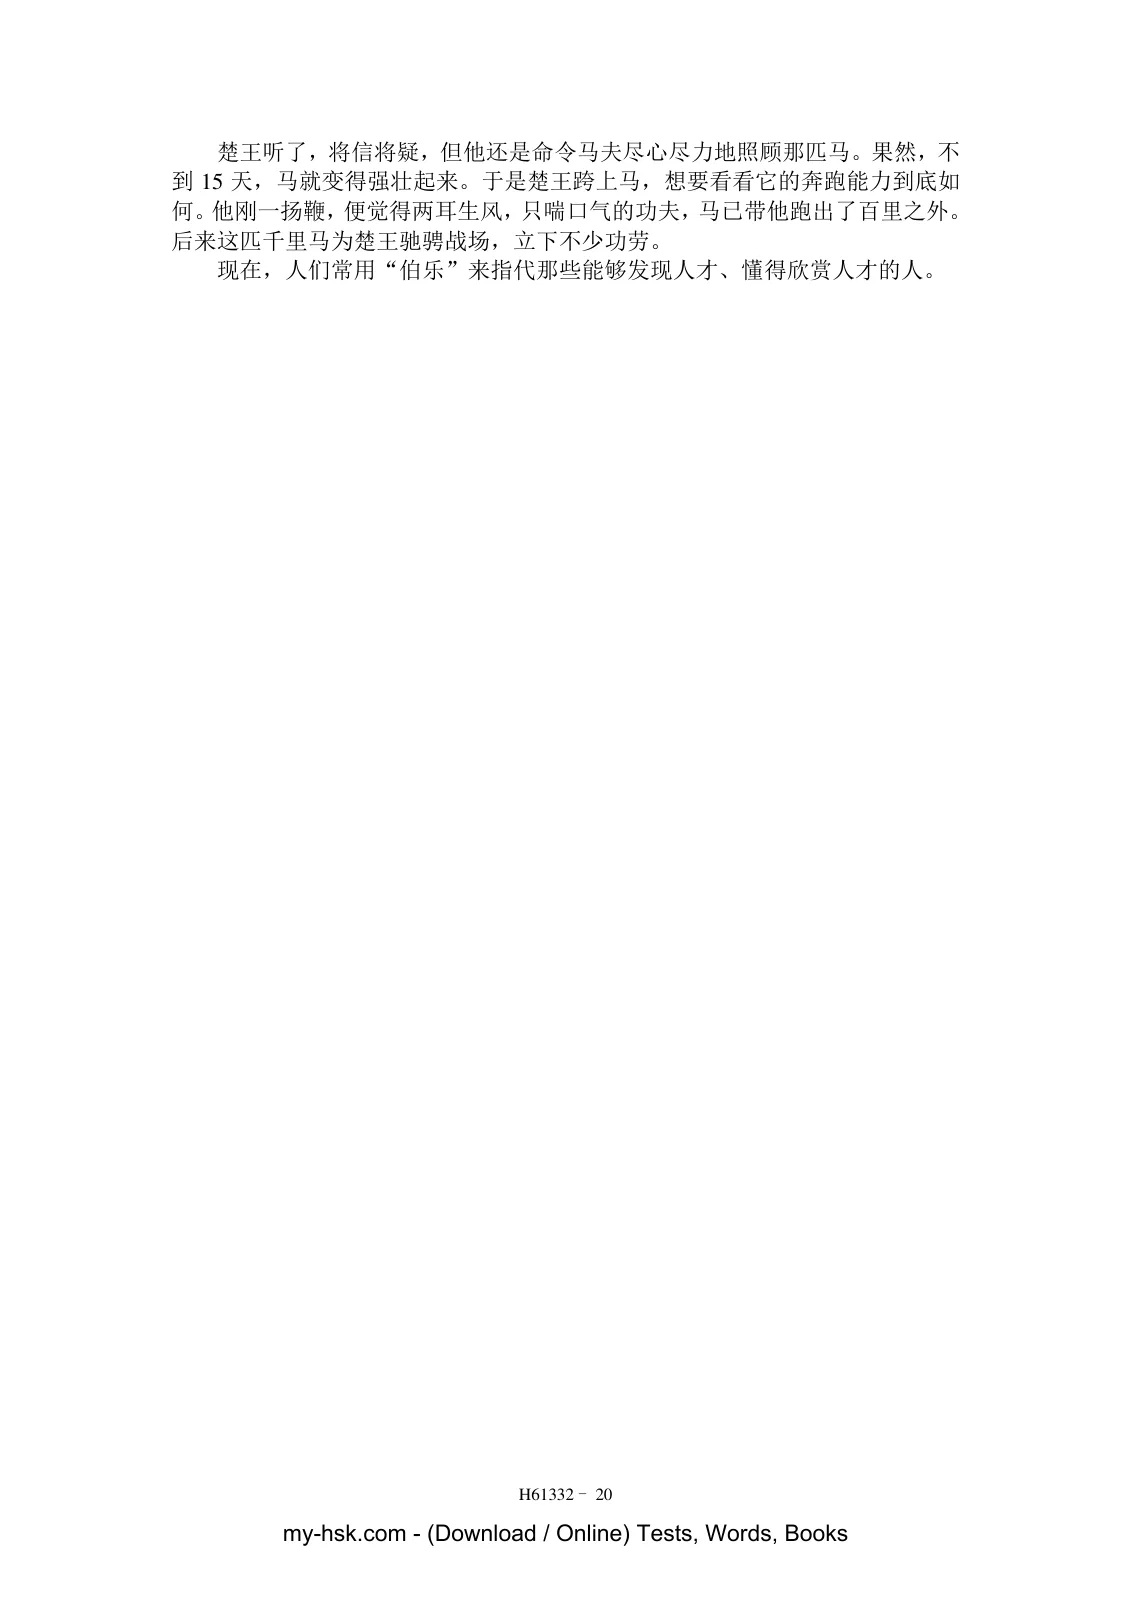 楚王听了，将信将疑，但他还是命令马夫尽心尽力地照顾那匹马。果然，不
到 15 天，马就变得强壮起来。于是楚王跨上马，想要看看它的奔跑能力到底如
何。他刚一扬鞭，便觉得两耳生风，只喘口气的功夫，马已带他跑出了百里之外。
后来这匹千里马为楚王驰骋战场，立下不少功劳。
现在，人们常用“伯乐”来指代那些能够发现人才、懂得欣赏人才的人。
H61332－ 20
my-hsk.com - (Download / Online) Tests, Words, Books